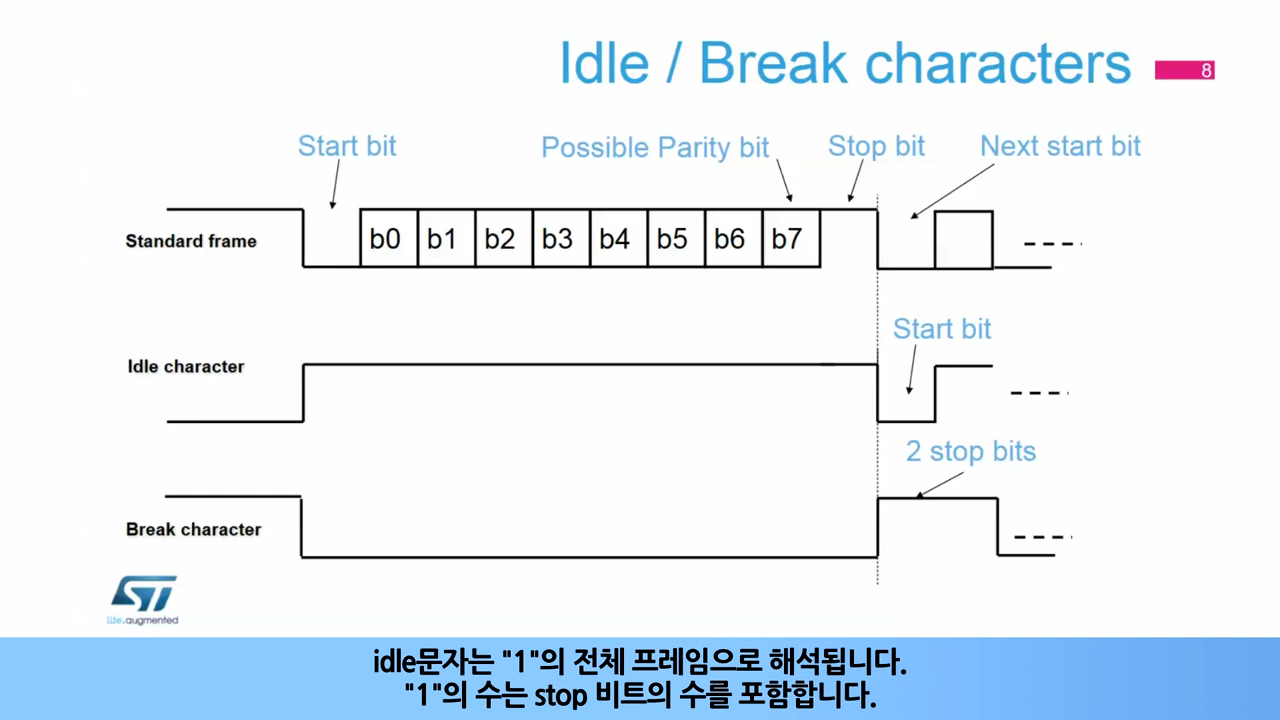 Idle / Break characters
8
Start bit
Possible Parity bit
Stop bit
Next start bit
Standard frame
b0 b1 b2 b3 b4 b5 b6 b7
Start bit
Idle character
2 stop bits
Break character
ST
life.augmented
idle문자는 "1"의 전체 프레임으로 해석됩니다.
"1"의 수는 stop 비트의 수를 포함합니다.